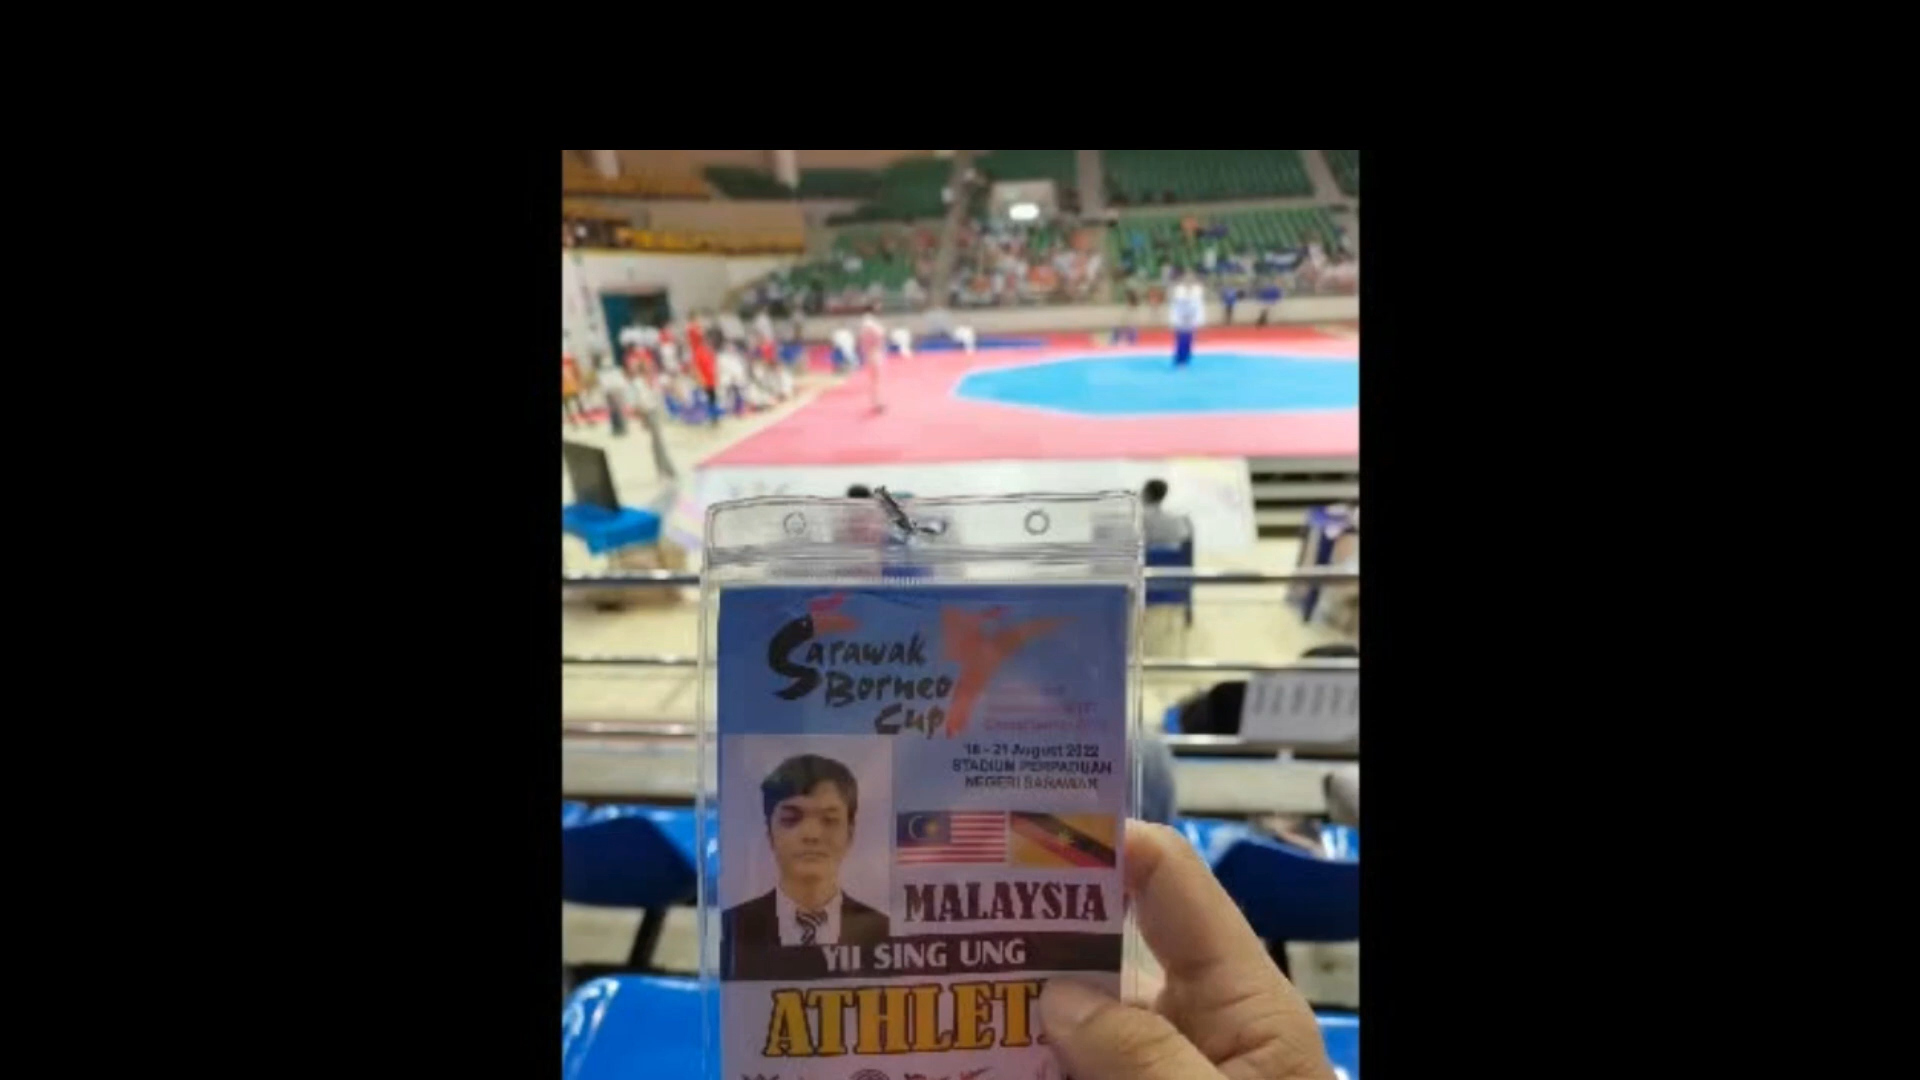 Sarawak
Borneo
Cup
18 - 21 August 2022
STADIUM PERPADUAN
NEGERI SARAWAK
MALAYSIA
YII SING UNG
ATHLET